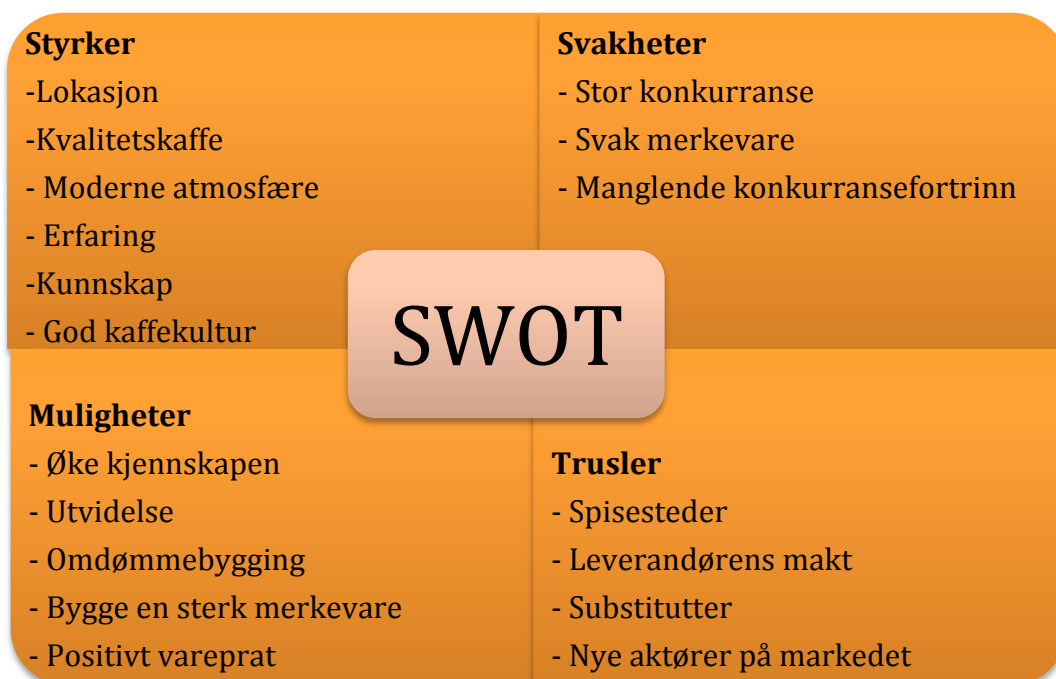 Styrker
-Lokasjon
-Kvalitetskaffe
- Moderne atmosfære
- Erfaring
-Kunnskap
- God kaffekultur
Svakheter
- Stor konkurranse
- Svak merkevare
- Manglende konkurransefortrinn
SWOT
Muligheter
- Øke kjennskapen
- Utvidelse
- Omdømmebygging
- Bygge en sterk merkevare
- Positivt vareprat
Trusler
- Spisesteder
- Leverandørens makt
- Substitutter
- Nye aktører på markedet